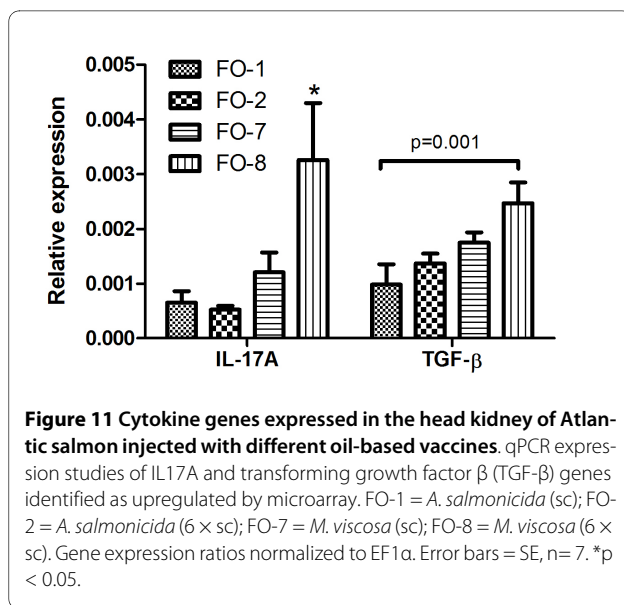 0.005
0.004
0.003
0.002
0.001
0.000
Relative expression
FO-1
FO-2
FO-7
FO-8
*
p=0.001
IL-17A
TGF-β
Figure 11 Cytokine genes expressed in the head kidney of Atlan-
tic salmon injected with different oil-based vaccines. qPCR expres-
sion studies of IL17A and transforming growth factor β (TGF-β) genes
identified as upregulated by microarray. FO-1 = A. salmonicida (sc); FO-
2 = A. salmonicida (6 × sc); FO-7 = M. viscosa (sc); FO-8 = M. viscosa (6 ×
sc). Gene expression ratios normalized to EF1α. Error bars = SE, n= 7. *p
< 0.05.